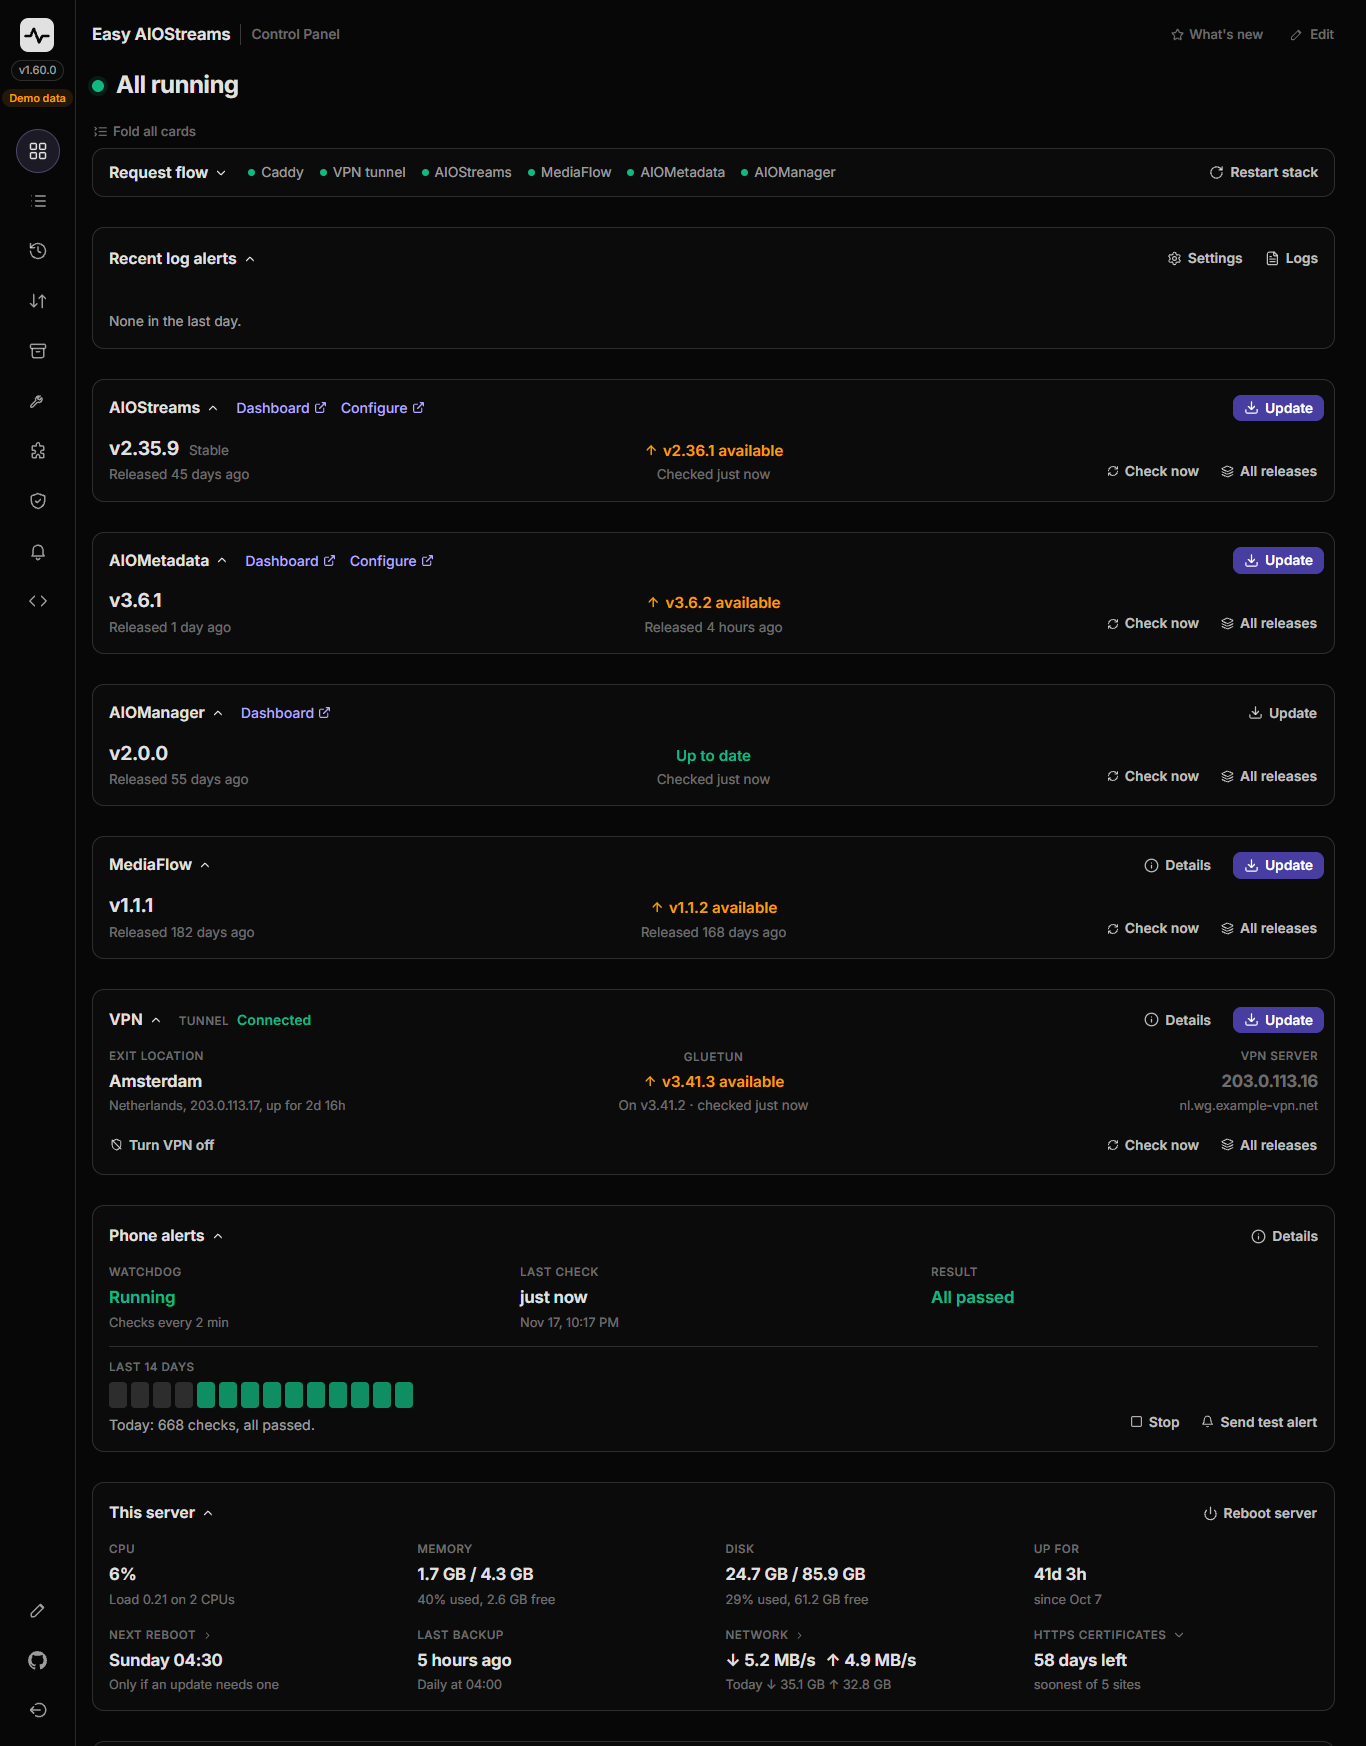 Easy AIOStreams Control Panel What's new Edit
v1.60.0
Demo data
All running
Fold all cards
Request flow Caddy VPN tunnel AIOStreams MediaFlow AIOMetadata AIOManager Restart stack
Recent log alerts Settings Logs
None in the last day.
AIOStreams Dashboard Configure Update
v2.35.9 Stable ↑ v2.36.1 available
Released 45 days ago Checked just now Check now All releases
AIOMetadata Dashboard Configure Update
v3.6.1 ↑ v3.6.2 available
Released 1 day ago Released 4 hours ago Check now All releases
AIOManager Dashboard Update
v2.0.0 Up to date
Released 55 days ago Checked just now Check now All releases
MediaFlow Details Update
v1.1.1 ↑ v1.1.2 available
Released 182 days ago Released 168 days ago Check now All releases
VPN TUNNEL Connected Details Update
EXIT LOCATION GLUETUN VPN SERVER
Amsterdam ↑ v3.41.3 available 203.0.113.16
Netherlands, 203.0.113.17, up for 2d 16h On v3.41.2 · checked just now nl.wg.example-vpn.net
Turn VPN off Check now All releases
Phone alerts Details
WATCHDOG LAST CHECK RESULT
Running just now All passed
Checks every 2 min Nov 17, 10:17 PM
LAST 14 DAYS
Today: 668 checks, all passed. Stop Send test alert
This server Reboot server
CPU MEMORY DISK UP FOR
6% 1.7 GB / 4.3 GB 24.7 GB / 85.9 GB 41d 3h
Load 0.21 on 2 CPUs 40% used, 2.6 GB free 29% used, 61.2 GB free since Oct 7
NEXT REBOOT LAST BACKUP NETWORK HTTPS CERTIFICATES
Sunday 04:30 5 hours ago ↓ 5.2 MB/s ↑ 4.9 MB/s 58 days left
Only if an update needs one Daily at 04:00 Today ↓ 35.1 GB ↑ 32.8 GB soonest of 5 sites